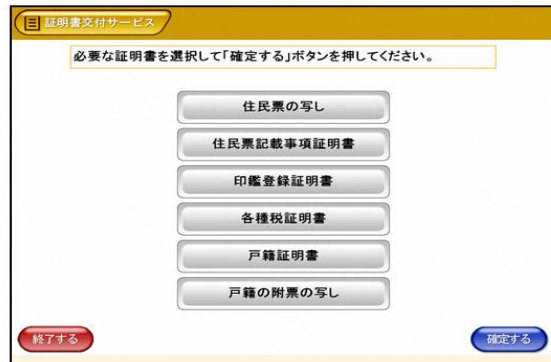 証明書交付サービス
必要な証明書を選択して「確定する」ボタンを押してください。
住民票の写し
住民票記載事項証明書
印鑑登録証明書
各種税証明書
戸籍証明書
戸籍の附票の写し
終了する
確定する